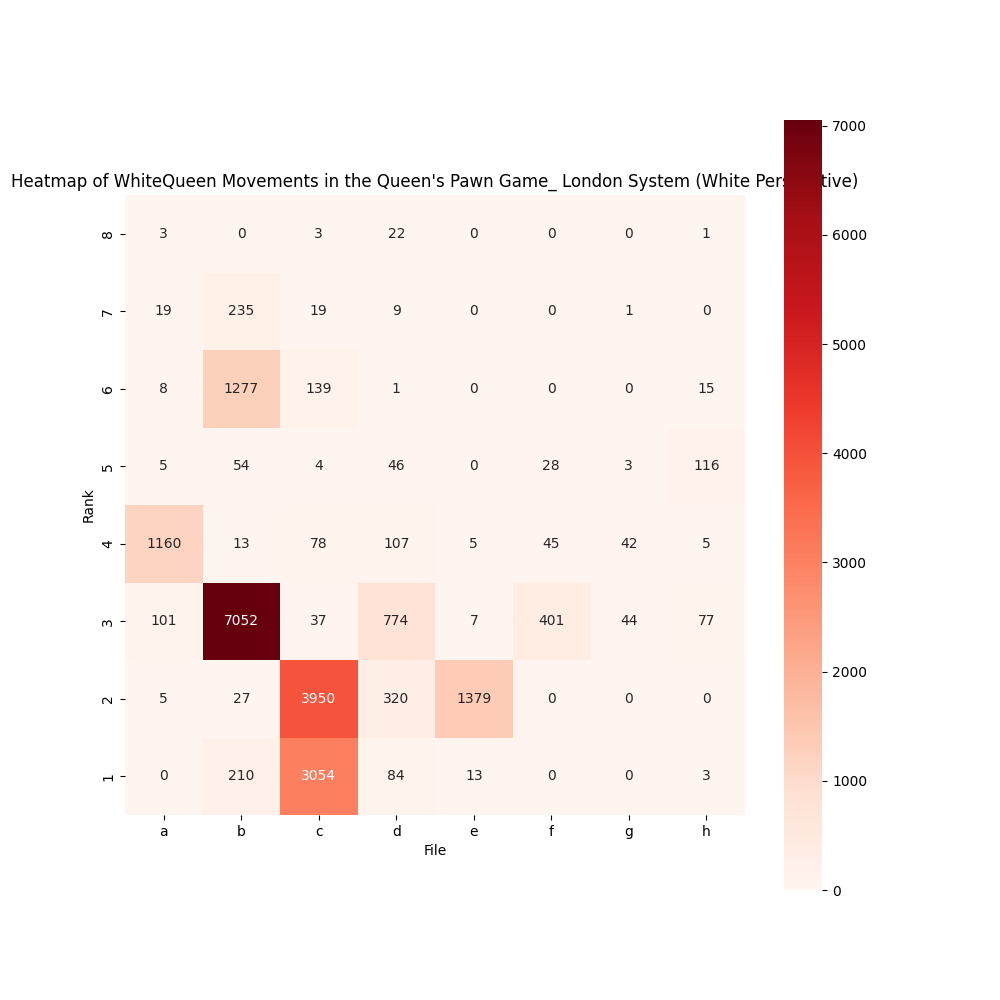 Heatmap of WhiteQueen Movements in the Queen's Pawn Game_ London System (White Pers tive)
7000
6000
5000
4000
3000
2000
1000
0
Rank
8 3 0 3 22 0 0 0 1
7 19 235 19 9 0 0 1 0
6 8 1277 139 1 0 0 0 15
5 5 54 4 46 0 28 3 116
4 1160 13 78 107 5 45 42 5
3 101 7052 37 774 7 401 44 77
2 5 27 3950 320 1379 0 0 0
1 0 210 3054 84 13 0 0 3
a b c d e f g h
File